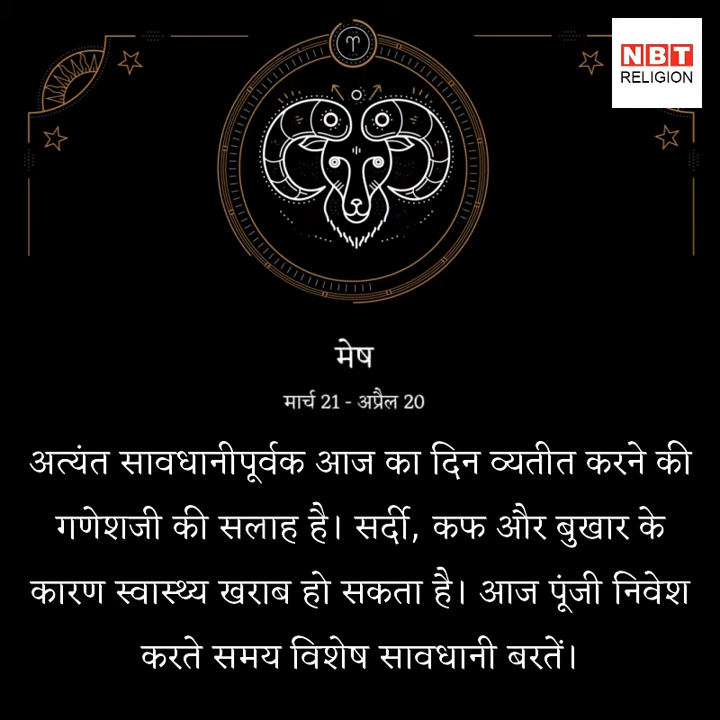 NBT
RELIGION
♈
मेष
मार्च 21 - अप्रैल 20
अत्यंत सावधानीपूर्वक आज का दिन व्यतीत करने की
गणेशजी की सलाह है। सर्दी, कफ और बुखार के
कारण स्वास्थ्य खराब हो सकता है। आज पूंजी निवेश
करते समय विशेष सावधानी बरतें।